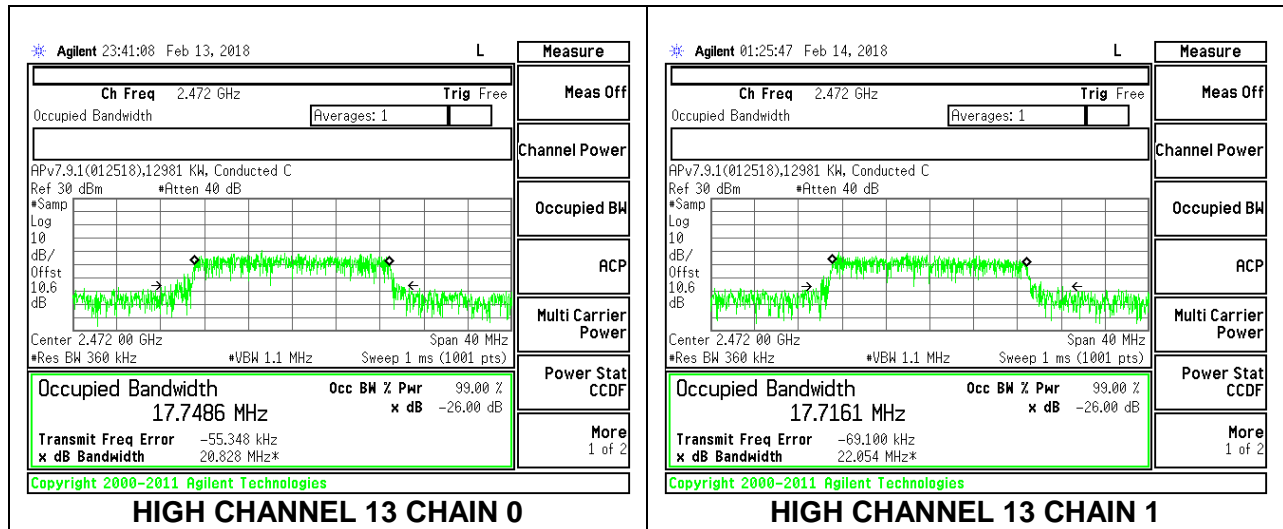 Agilent 23:41:08 Feb 13, 2018 L
Measure
Ch Freq 2.472 GHz Trig Free
Occupied Bandwidth Averages: 1
APv7.9.1(012518),12981 KW, Conducted C
Ref 30 dBm #Atten 40 dB
#Samp
Log
10
dB/
Offst
10.6
dB
Center 2.472 00 GHz Span 40 MHz
#Res BW 360 kHz #VBW 1.1 MHz Sweep 1 ms (1001 pts)
Occupied Bandwidth Occ BW % Pwr 99.00 %
17.7486 MHz x dB -26.00 dB
Transmit Freq Error -55.348 kHz
x dB Bandwidth 20.828 MHz*
Copyright 2000-2011 Agilent Technologies
Meas Off
Channel Power
Occupied BW
ACP
Multi Carrier
Power
Power Stat
CCDF
More
1 of 2
HIGH CHANNEL 13 CHAIN 0
Agilent 01:25:47 Feb 14, 2018 L
Measure
Ch Freq 2.472 GHz Trig Free
Occupied Bandwidth Averages: 1
APv7.9.1(012518),12981 KW, Conducted C
Ref 30 dBm #Atten 40 dB
#Samp
Log
10
dB/
Offst
10.6
dB
Center 2.472 00 GHz Span 40 MHz
#Res BW 360 kHz #VBW 1.1 MHz Sweep 1 ms (1001 pts)
Occupied Bandwidth Occ BW % Pwr 99.00 %
17.7161 MHz x dB -26.00 dB
Transmit Freq Error -69.100 kHz
x dB Bandwidth 22.054 MHz*
Copyright 2000-2011 Agilent Technologies
Meas Off
Channel Power
Occupied BW
ACP
Multi Carrier
Power
Power Stat
CCDF
More
1 of 2
HIGH CHANNEL 13 CHAIN 1